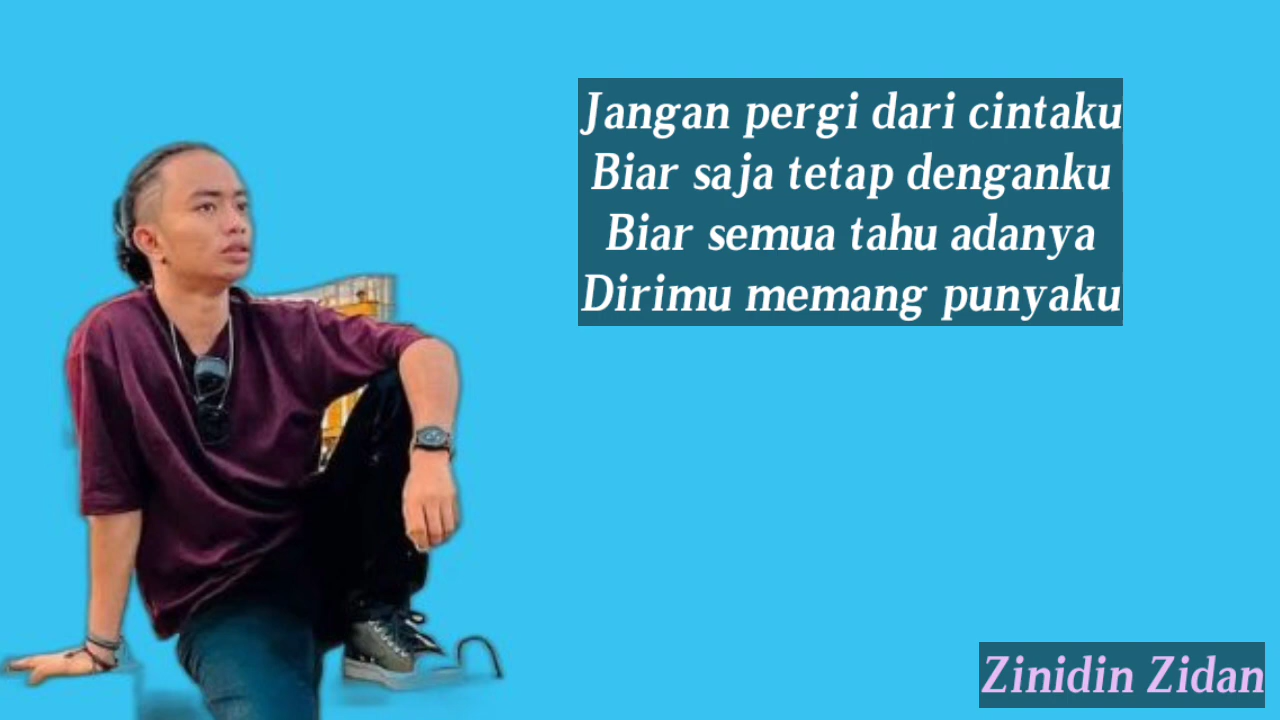 Jangan pergi dari cintaku
Biar saja tetap denganku
Biar semua tahu adanya
Dirimu memang punyaku
Zinidin Zidan